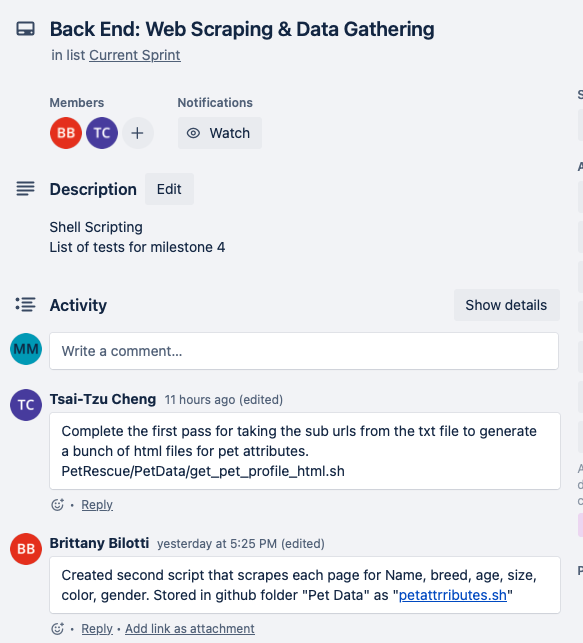 Back End: Web Scraping & Data Gathering
in list Current Sprint
Members
Notifications
BB TC +
Watch
Description
Edit
Shell Scripting
List of tests for milestone 4
Activity
Show details
MM
Write a comment...
TC
Tsai-Tzu Cheng 11 hours ago (edited)
Complete the first pass for taking the sub urls from the txt file to generate
a bunch of html files for pet attributes.
PetRescue/PetData/get_pet_profile_html.sh
• Reply
BB
Brittany Bilotti yesterday at 5:25 PM (edited)
Created second script that scrapes each page for Name, breed, age, size,
color, gender. Stored in github folder "Pet Data" as "petattrributes.sh"
• Reply • Add link as attachment